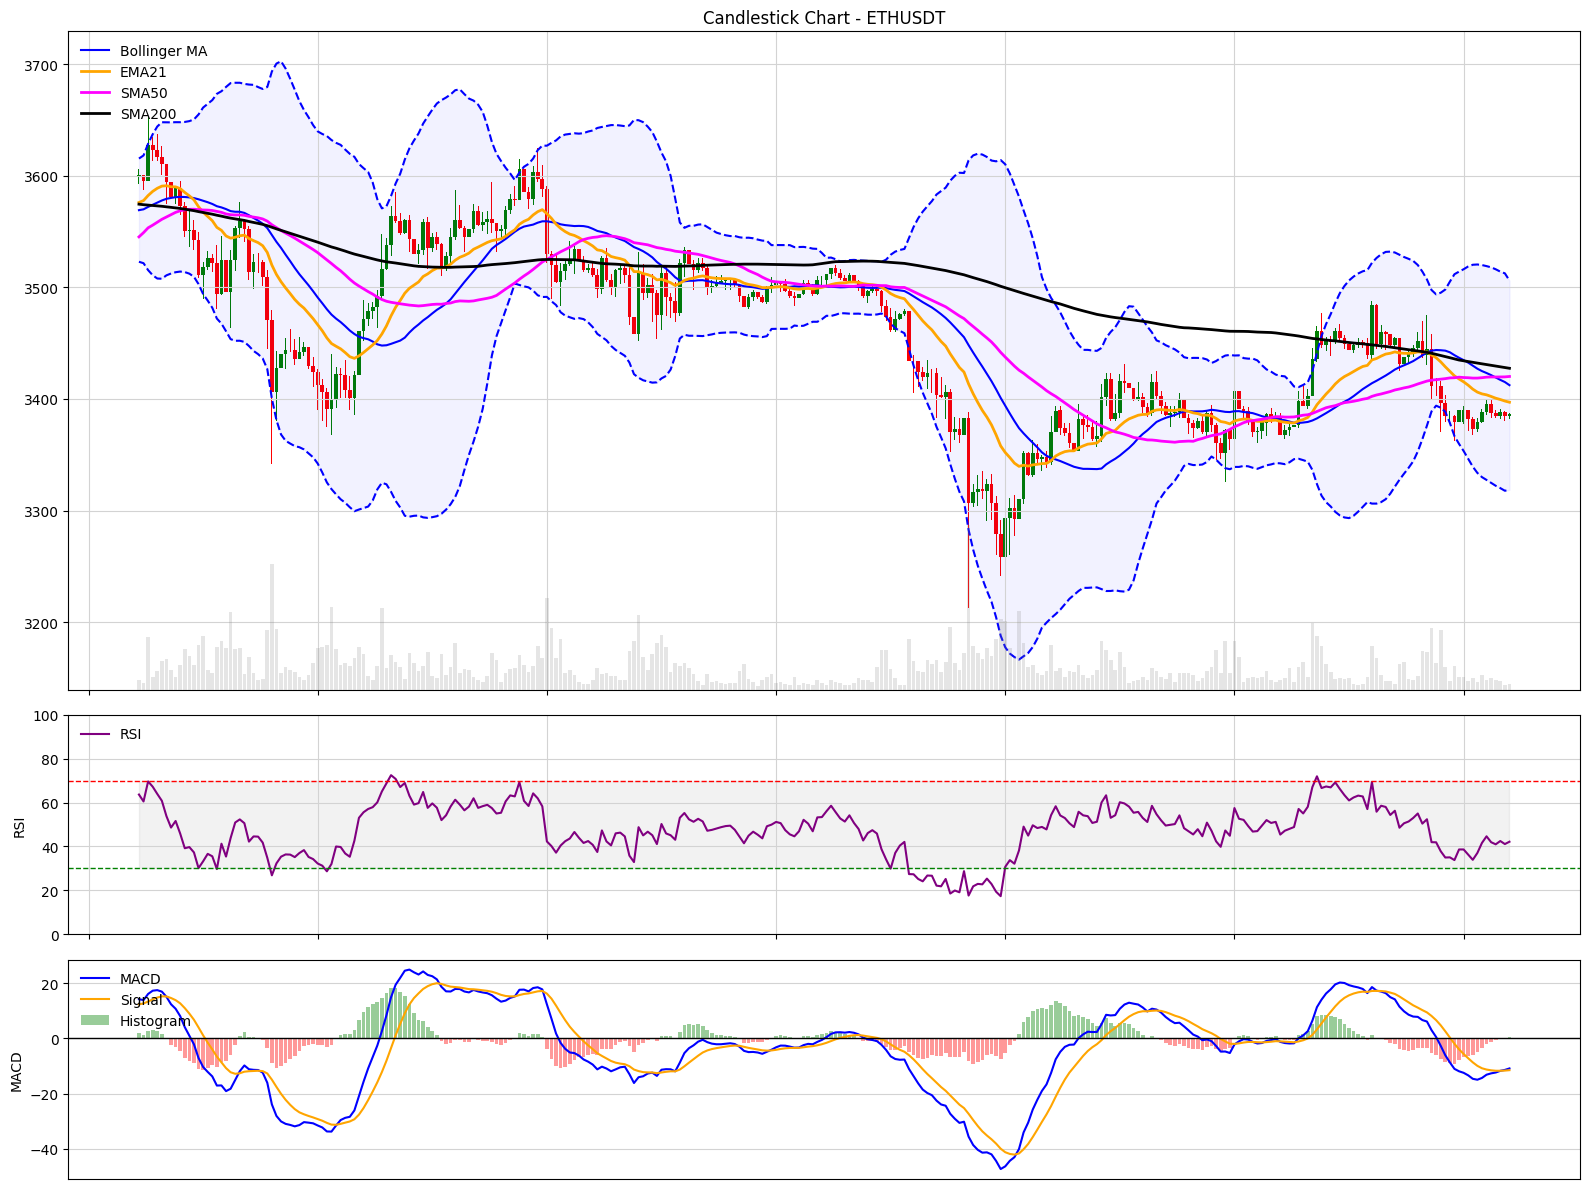 Candlestick Chart - ETHUSDT
Bollinger MA
EMA21
SMA50
SMA200
3700
3600
3500
3400
3300
3200
RSI
100
80
60
40
20
0
RSI
MACD
Signal
Histogram
20
0
−20
−40
MACD